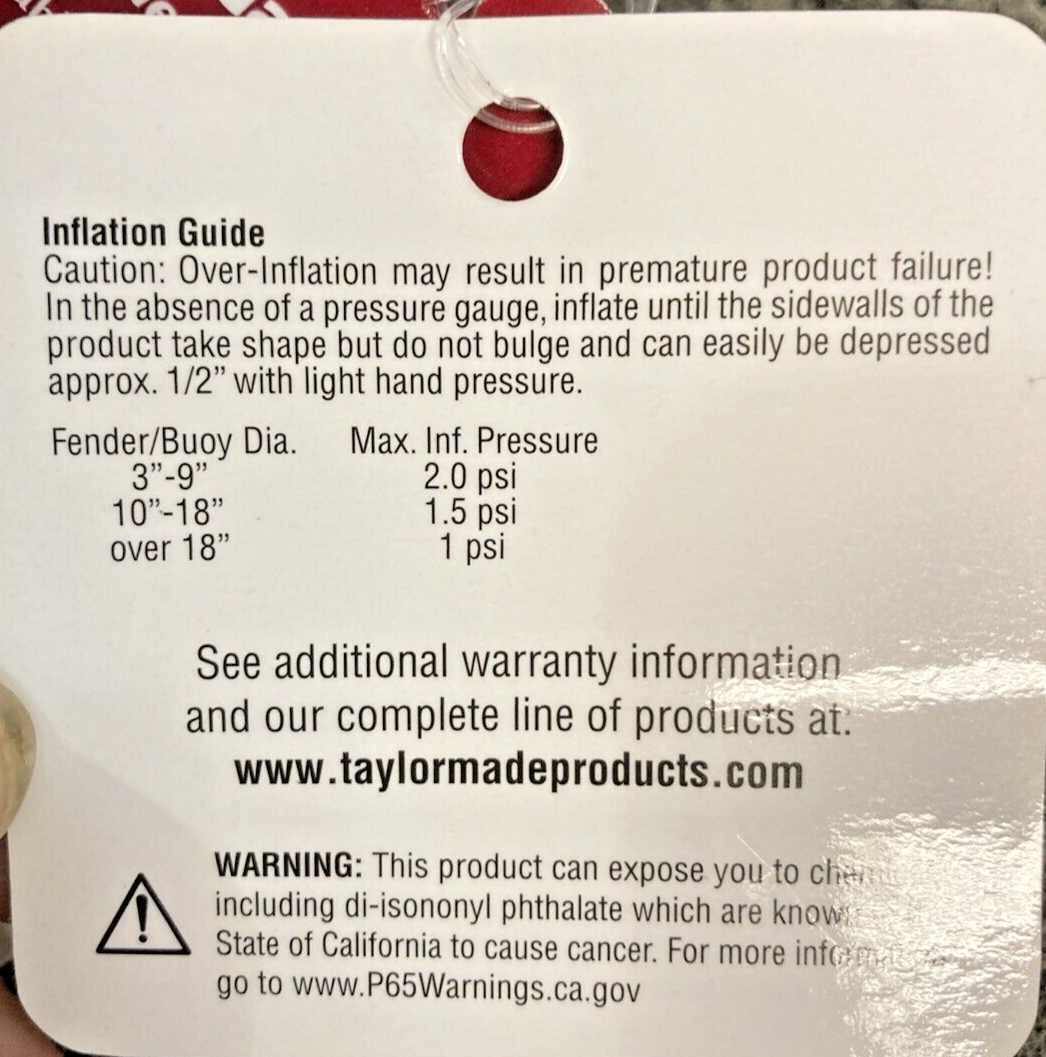 Inflation Guide
Caution: Over-Inflation may result in premature product failure!
In the absence of a pressure gauge, inflate until the sidewalls of the
product take shape but do not bulge and can easily be depressed
approx. 1/2” with light hand pressure.
Fender/Buoy Dia. Max. Inf. Pressure
3”-9” 2.0 psi
10”-18” 1.5 psi
over 18” 1 psi
See additional warranty information
and our complete line of products at:
www.taylormadeproducts.com
WARNING: This product can expose you to
including di-isononyl phthalate which are
State of California to cause cancer. For more
go to www.P65Warnings.ca.gov